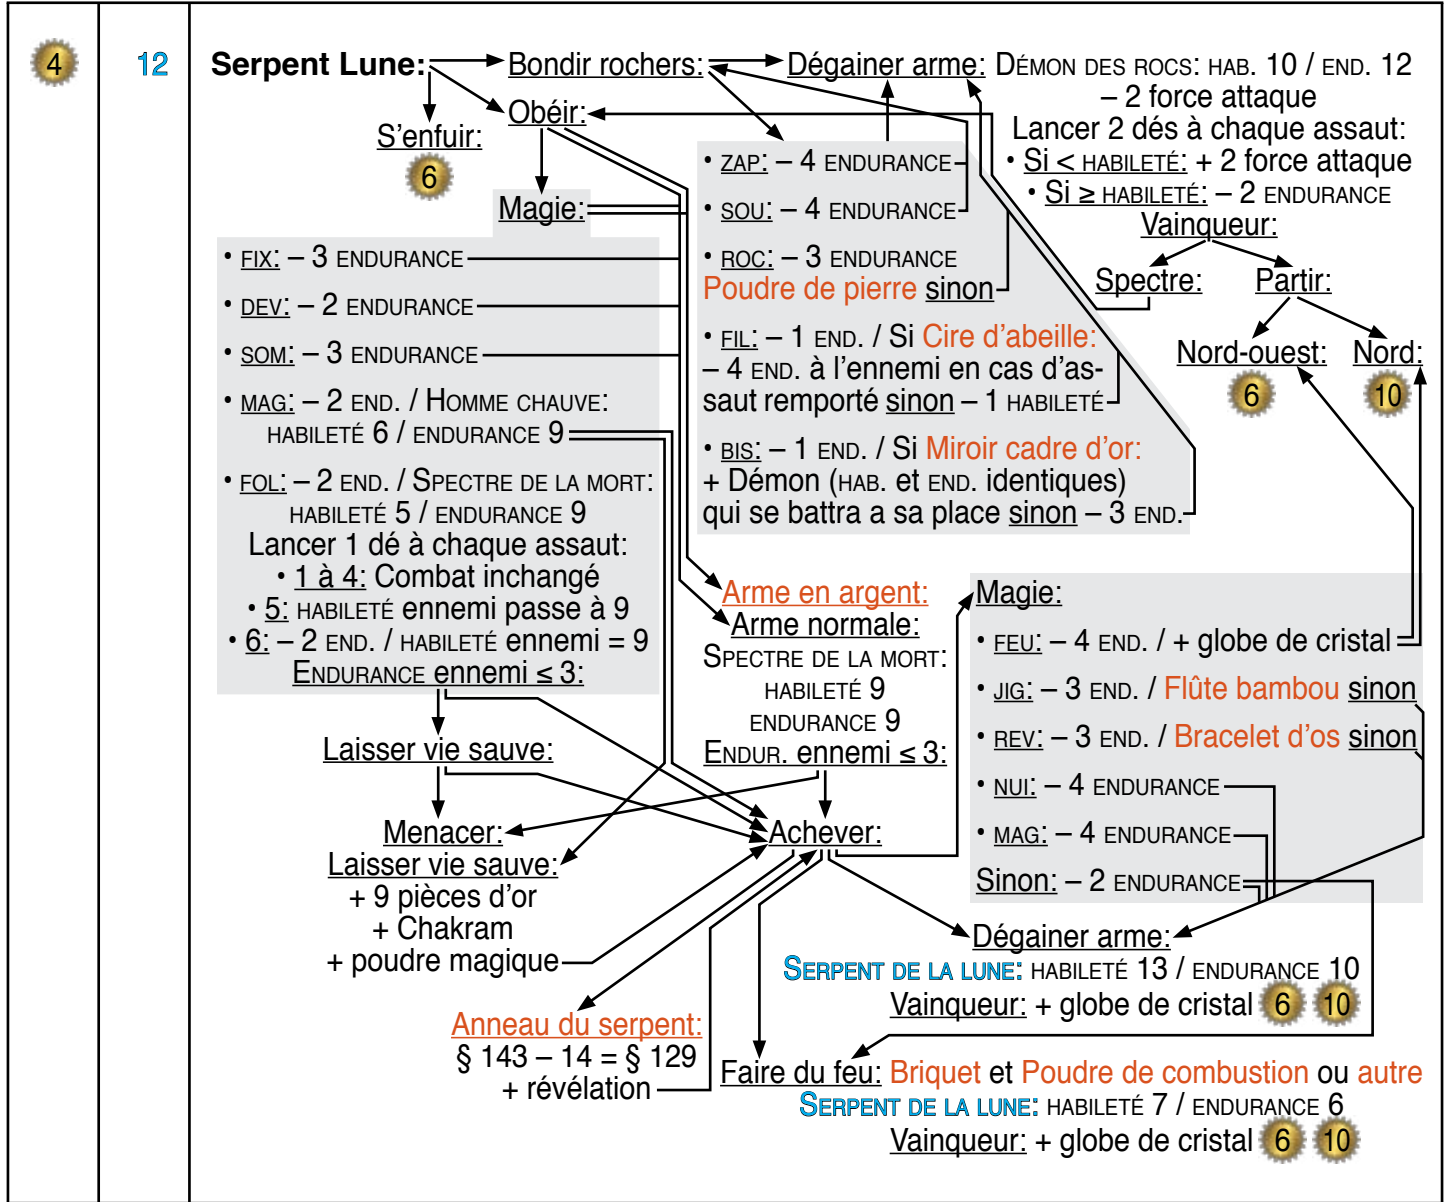 4
12
Serpent Lune:
Bondir rochers:
Dégainer arme: DÉMON DES ROCS: HAB. 10 / END. 12
– 2 force attaque
Lancer 2 dés à chaque assaut:
• Si < HABILETÉ: + 2 force attaque
• Si ≥ HABILETÉ: – 2 ENDURANCE
Vainqueur:
Spectre:
Partir:
Nord-ouest:
6
Nord:
10
Obéir:
S'enfuir:
6
Magie:
• ZAP: – 4 ENDURANCE
• SOU: – 4 ENDURANCE
• ROC: – 3 ENDURANCE
Poudre de pierre sinon
• FIL: – 1 END. / Si Cire d'abeille:
– 4 END. à l'ennemi en cas d'as-
saut remporté sinon – 1 HABILETÉ
• BIS: – 1 END. / Si Miroir cadre d'or:
+ Démon (HAB. et END. identiques)
qui se battra a sa place sinon – 3 END.
• FIX: – 3 ENDURANCE
• DEV: – 2 ENDURANCE
• SOM: – 3 ENDURANCE
• MAG: – 2 END. / HOMME CHAUVE:
HABILETÉ 6 / ENDURANCE 9
• FOL: – 2 END. / SPECTRE DE LA MORT:
HABILETÉ 5 / ENDURANCE 9
Lancer 1 dé à chaque assaut:
• 1 à 4: Combat inchangé
• 5: HABILETÉ ennemi passe à 9
• 6: – 2 END. / HABILETÉ ennemi = 9
ENDURANCE ennemi ≤ 3:
Arme en argent:
Arme normale:
SPECTRE DE LA MORT:
HABILETÉ 9
ENDURANCE 9
ENDUR. ennemi ≤ 3:
Magie:
• FEU: – 4 END. / + globe de cristal
• JIG: – 3 END. / Flûte bambou sinon
• REV: – 3 END. / Bracelet d'os sinon
• NUI: – 4 ENDURANCE
• MAG: – 4 ENDURANCE
Sinon: – 2 ENDURANCE
Laisser vie sauve:
Menacer:
Laisser vie sauve:
+ 9 pièces d'or
+ Chakram
+ poudre magique
Achever:
Dégainer arme:
SERPENT DE LA LUNE: HABILETÉ 13 / ENDURANCE 10
Vainqueur: + globe de cristal 6 10
Anneau du serpent:
§ 143 – 14 = § 129
+ révélation
Faire du feu: Briquet et Poudre de combustion ou autre
SERPENT DE LA LUNE: HABILETÉ 7 / ENDURANCE 6
Vainqueur: + globe de cristal 6 10